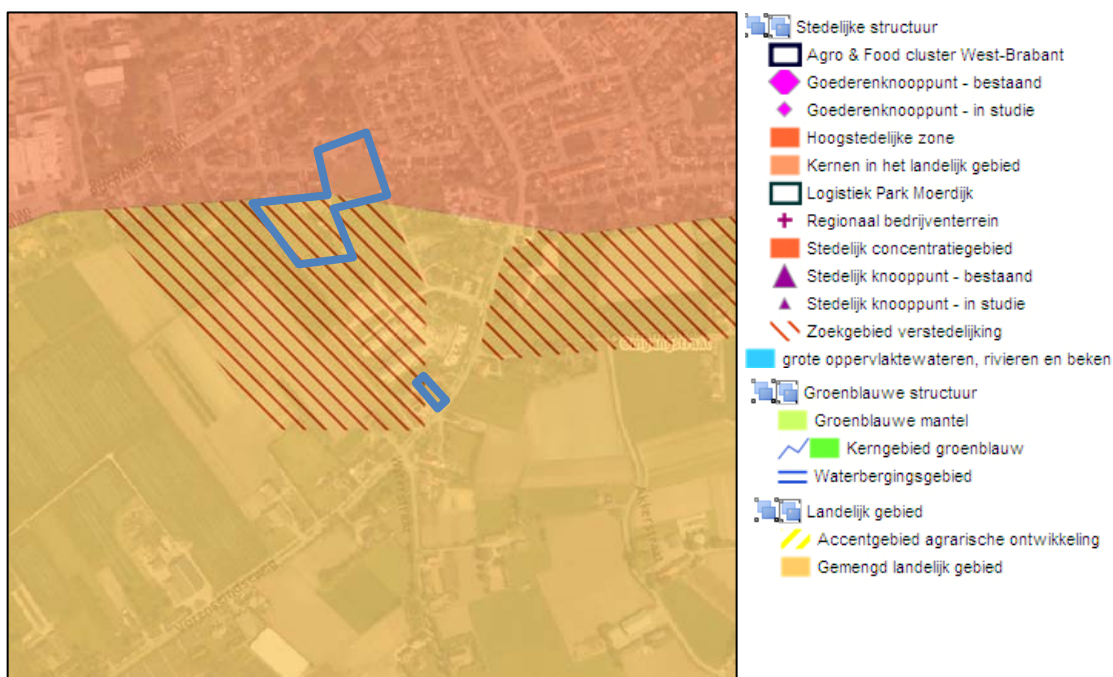 Stedelijke structuur
Agro & Food cluster West-Brabant
Goederenknooppunt - bestaand
Goederenknooppunt - in studie
Hoogstedelijke zone
Kernen in het landelijk gebied
Logistiek Park Moerdijk
Regionaal bedrijventerrein
Stedelijk concentratiegebied
Stedelijk knooppunt - bestaand
Stedelijk knooppunt - in studie
Zoekgebied verstedelijking
grote oppervlaktewateren, rivieren en beken
Groenblauwe structuur
Groenblauwe mantel
Kerngebied groenblauw
Waterbergingsgebied
Landelijk gebied
Accentgebied agrarische ontwikkeling
Gemengd landelijk gebied